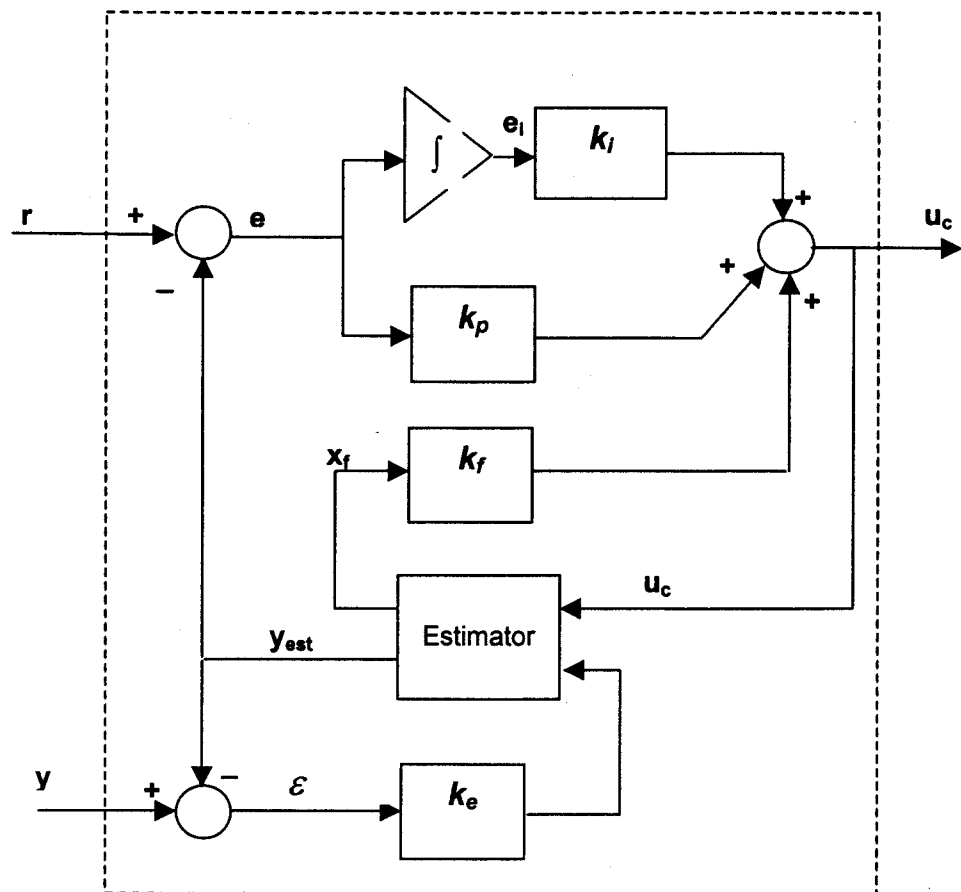 ∫
e_i
k_i
r
+
e
+
u_c
−
+
+
k_p
x_f
k_f
u_c
Estimator
y_est
y
+
−
ε
k_e